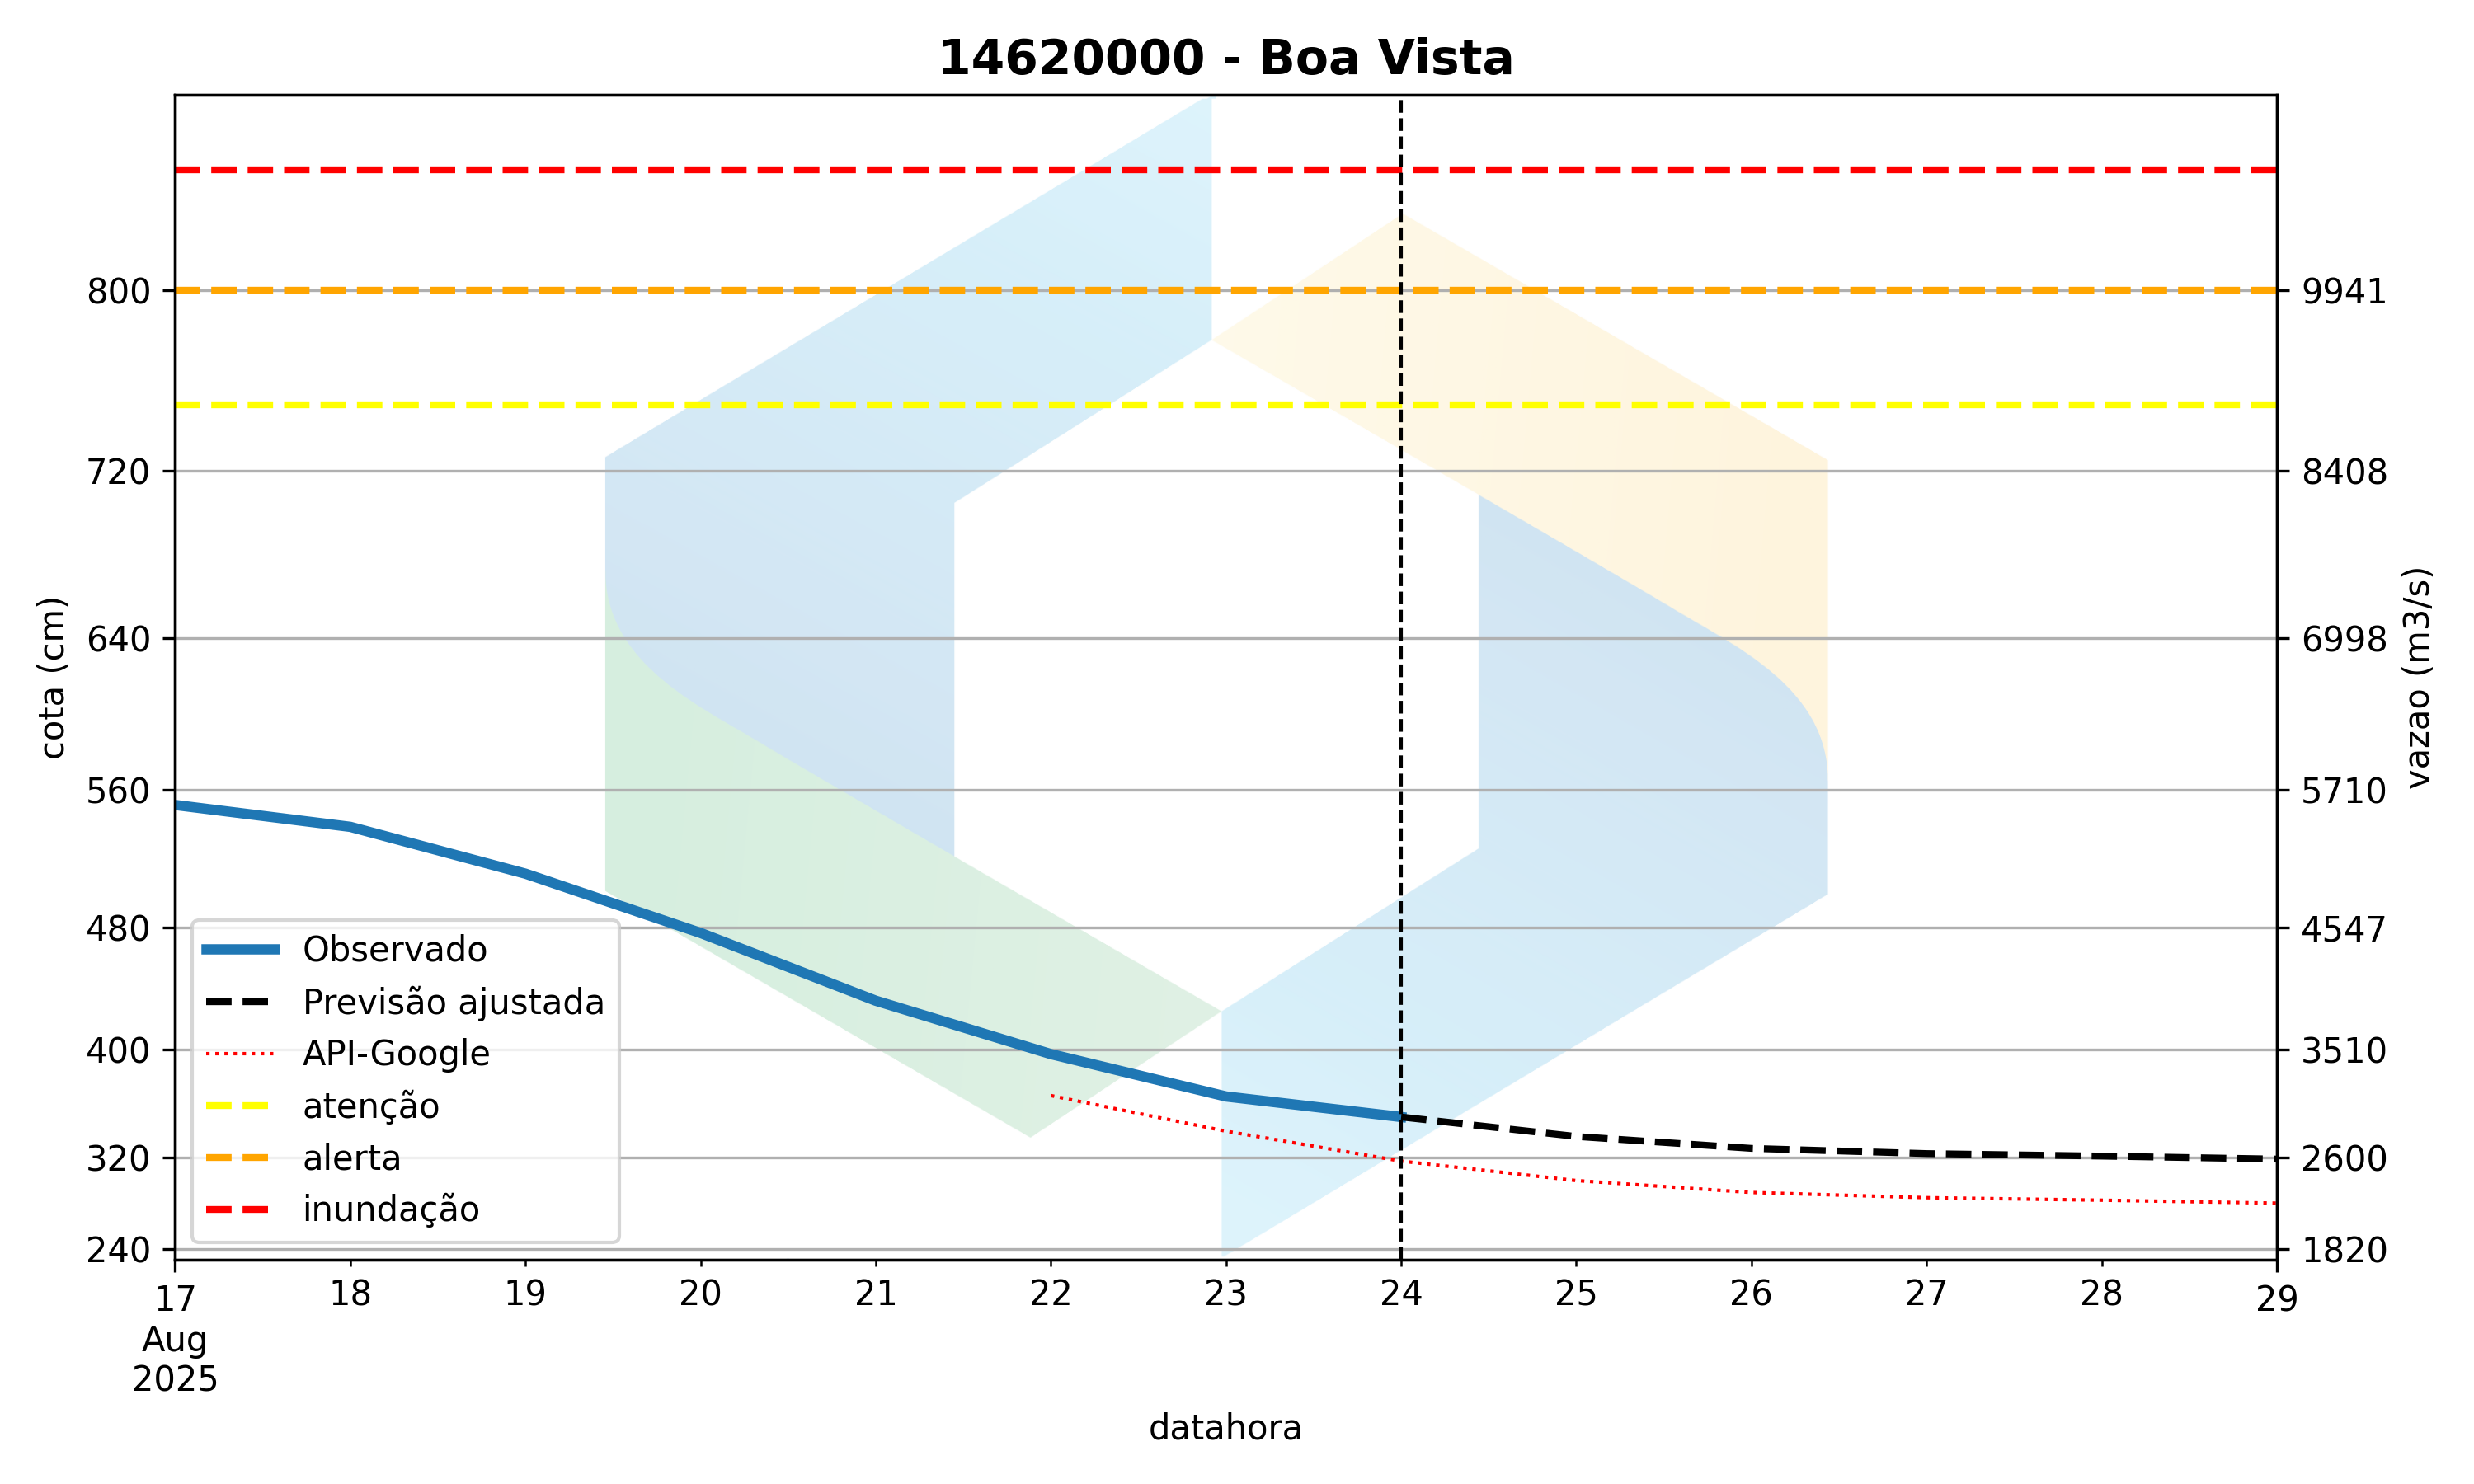 14620000 - Boa Vista
cota (cm)
800
720
640
560
480
400
320
240
9941
8408
6998
5710
4547
3510
2600
1820
vazao (m3/s)
Observado
Previsão ajustada
API-Google
atenção
alerta
inundação
17 18 19 20 21 22 23 24 25 26 27 28 29
Aug
2025
datahora